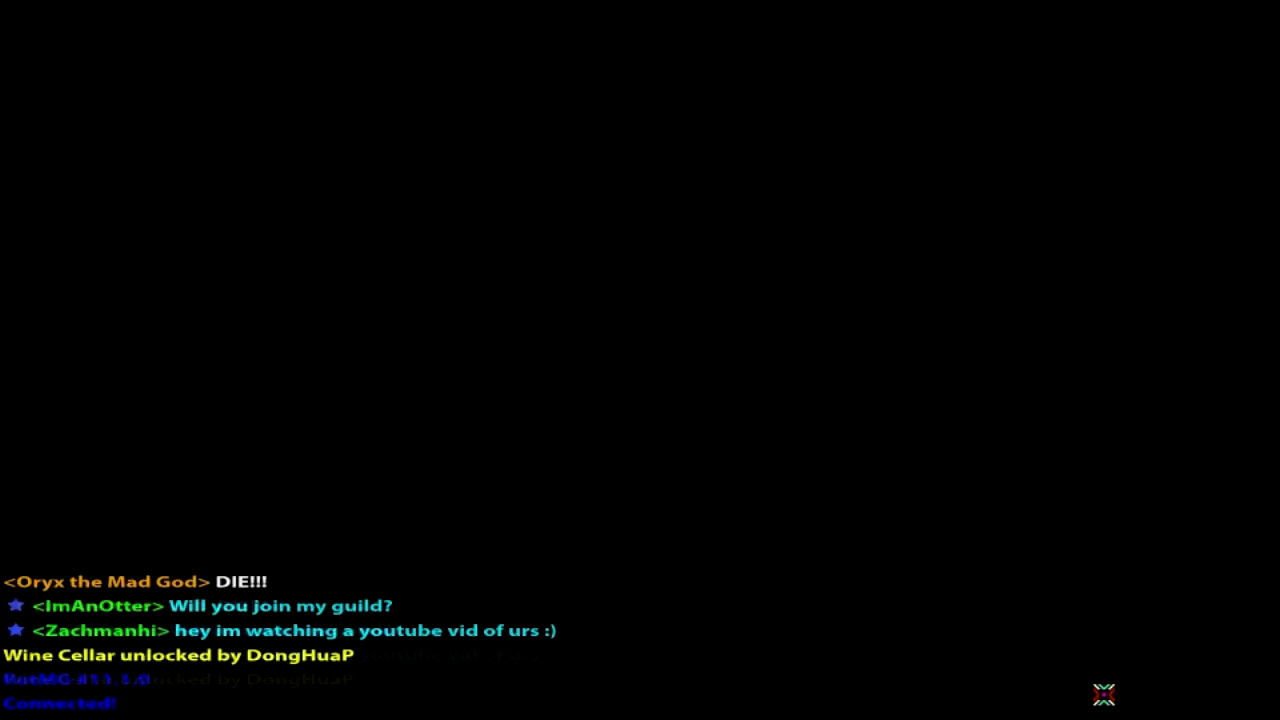 <Oryx the Mad God> DIE!!!
<ImAnOtter> Will you join my guild?
<Zachmanhi> hey im watching a youtube vid of urs :)
Wine Cellar unlocked by DongHuaP
Connected!